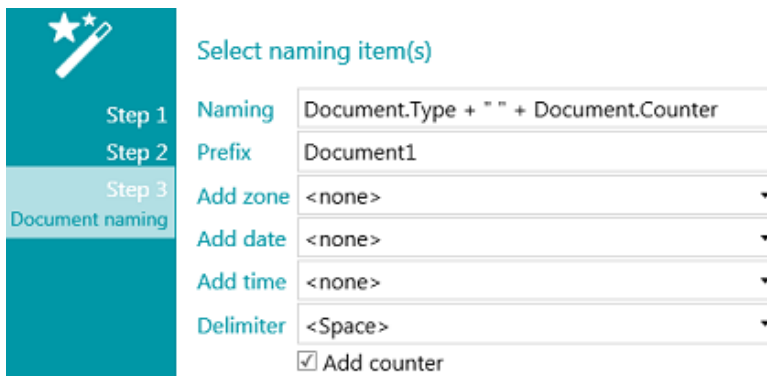 Select naming item(s)
Step 1
Naming Document.Type + " " + Document.Counter
Step 2
Prefix Document1
Step 3
Document naming
Add zone <none>
Add date <none>
Add time <none>
Delimiter <Space>
Add counter